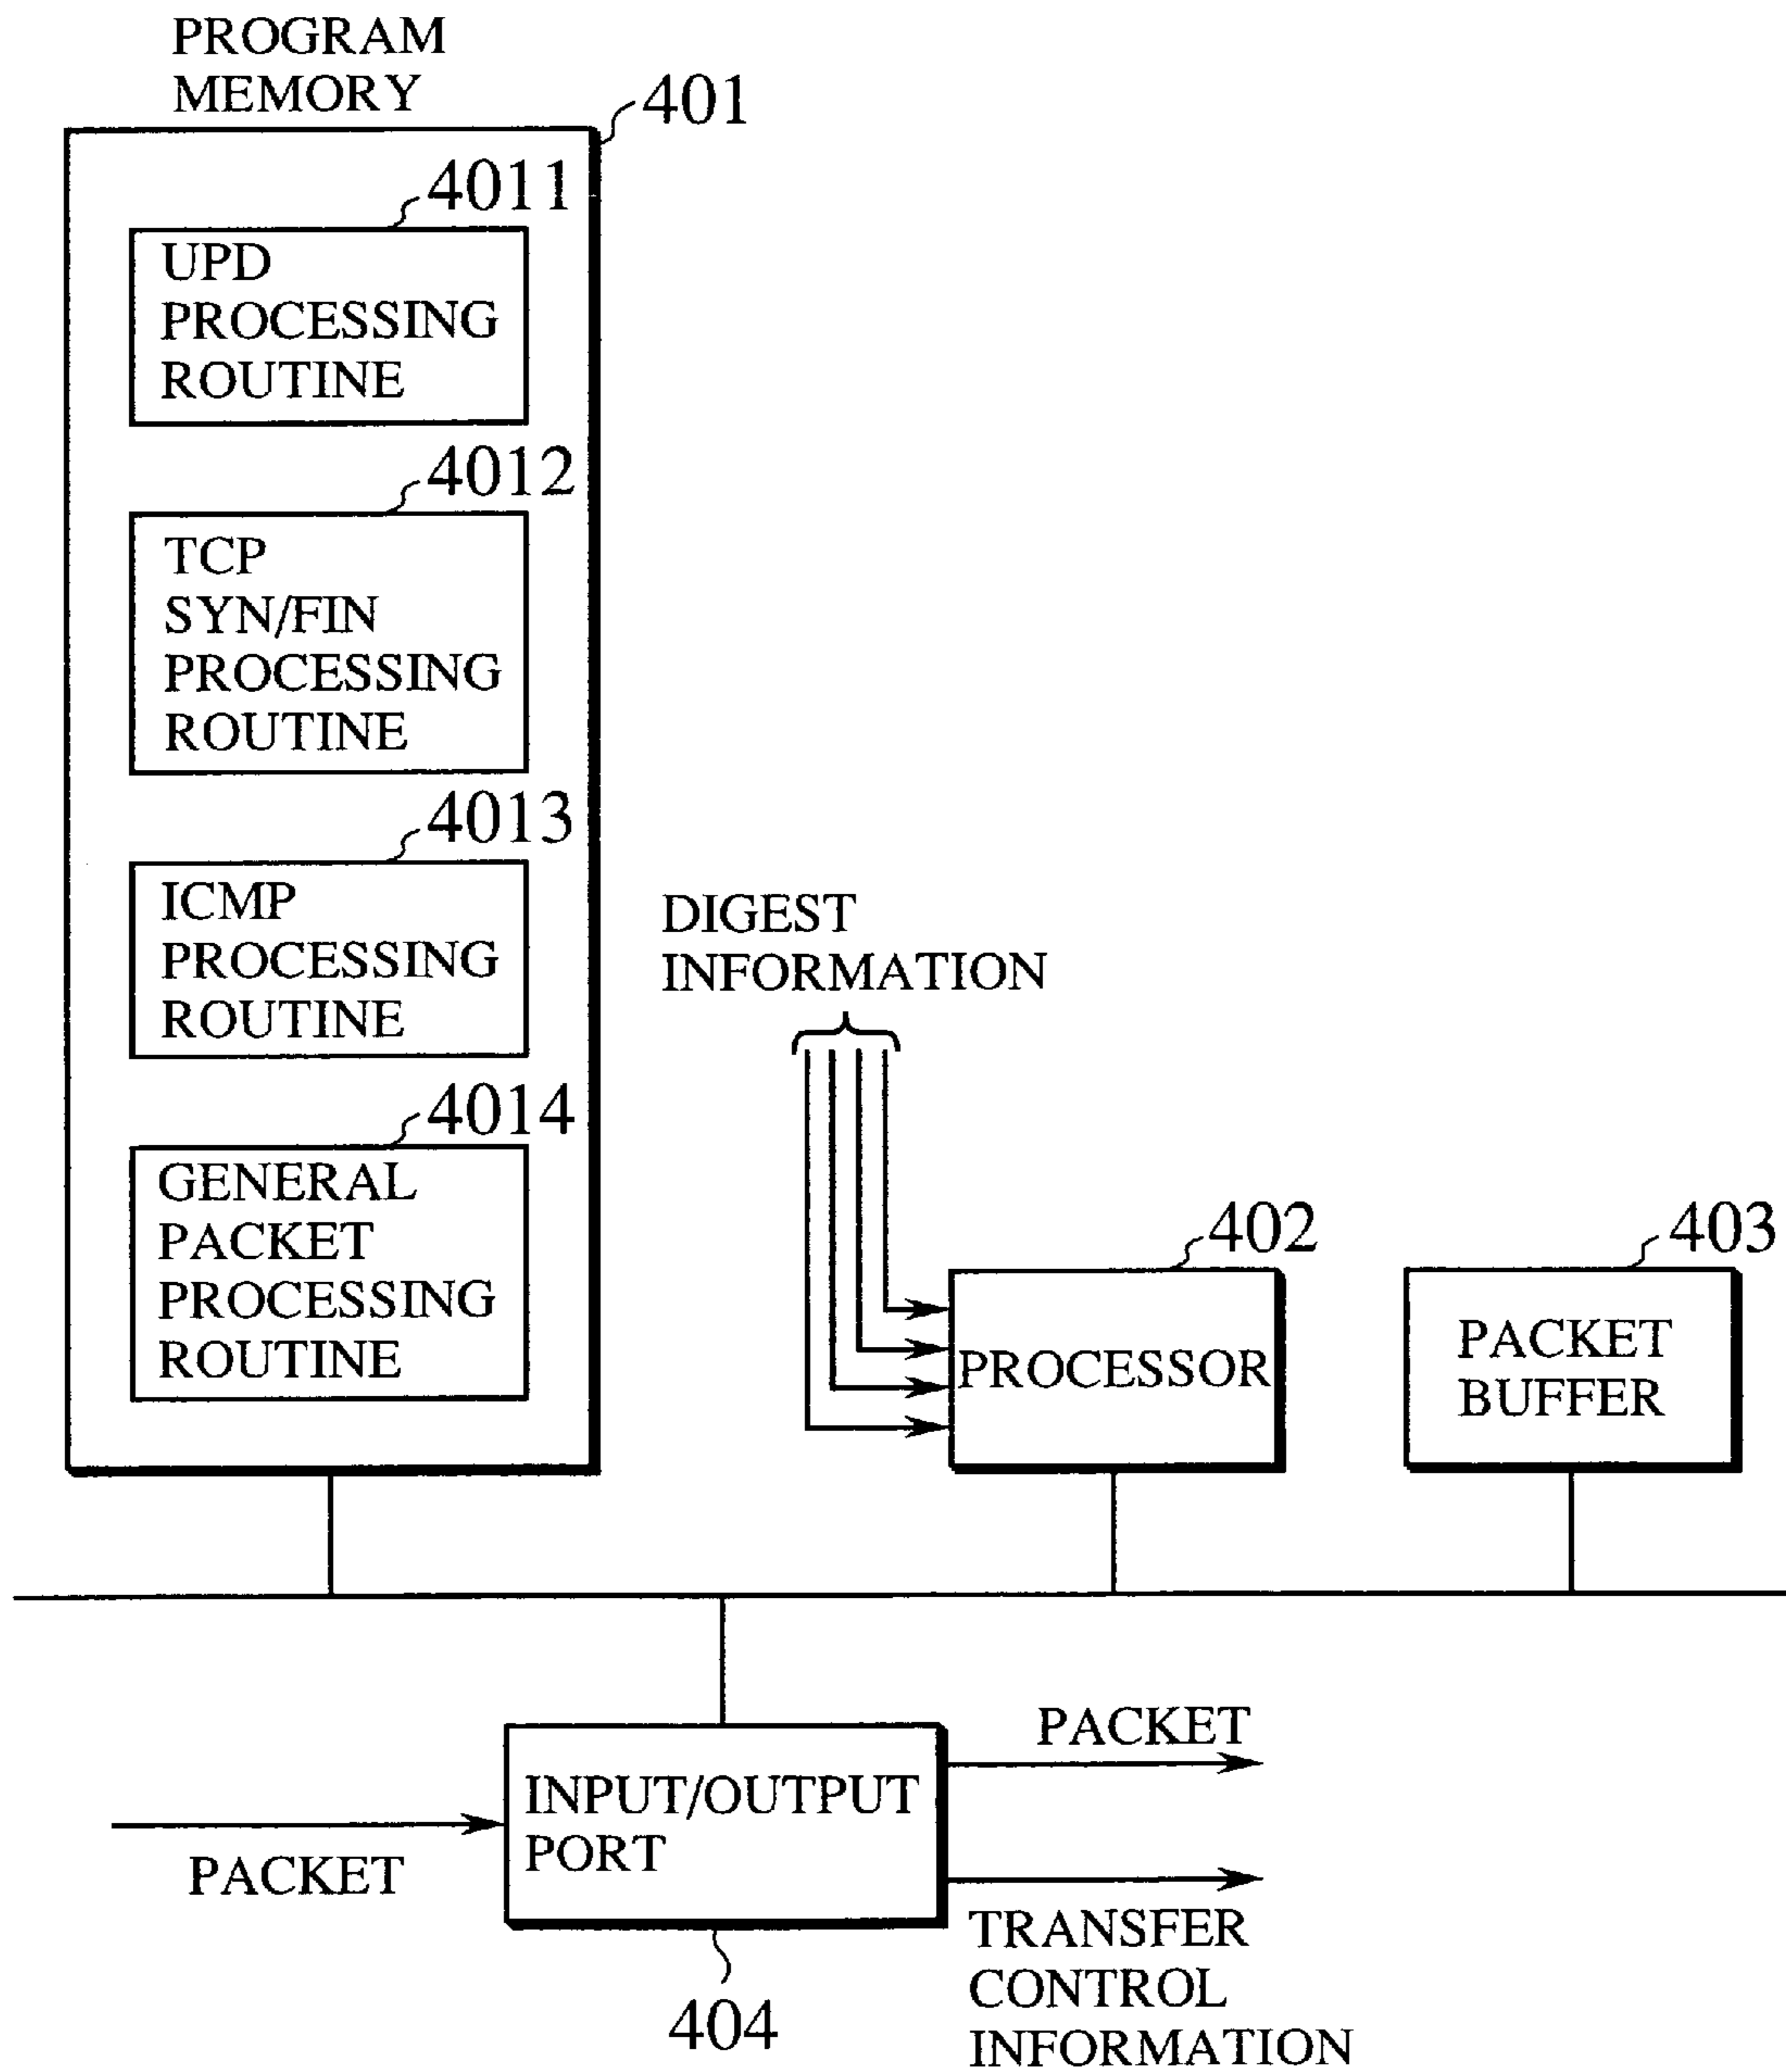 PROGRAM
MEMORY
401
4011
UPD
PROCESSING
ROUTINE
4012
TCP
SYN/FIN
PROCESSING
ROUTINE
4013
ICMP
PROCESSING
ROUTINE
4014
GENERAL
PACKET
PROCESSING
ROUTINE
DIGEST
INFORMATION
402
PROCESSOR
403
PACKET
BUFFER
PACKET
INPUT/OUTPUT
PORT
404
PACKET
TRANSFER
CONTROL
INFORMATION